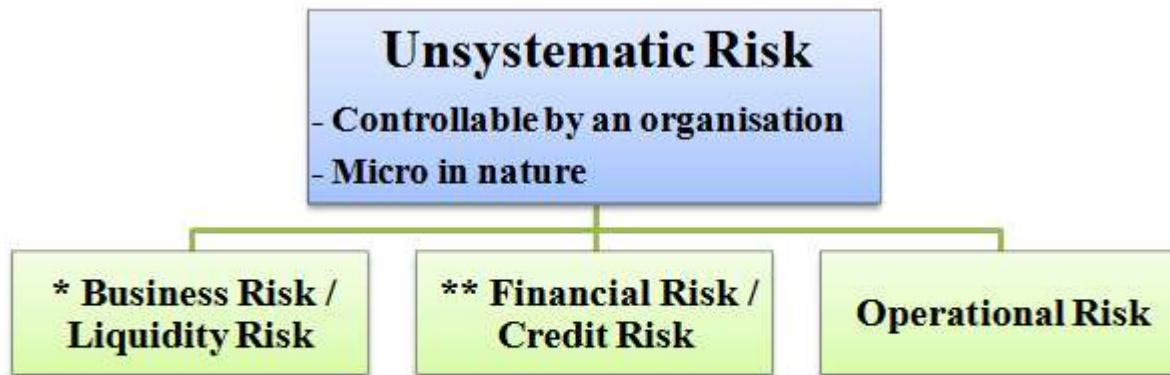 Unsystematic Risk
- Controllable by an organisation
- Micro in nature
* Business Risk /
Liquidity Risk
** Financial Risk /
Credit Risk
Operational Risk